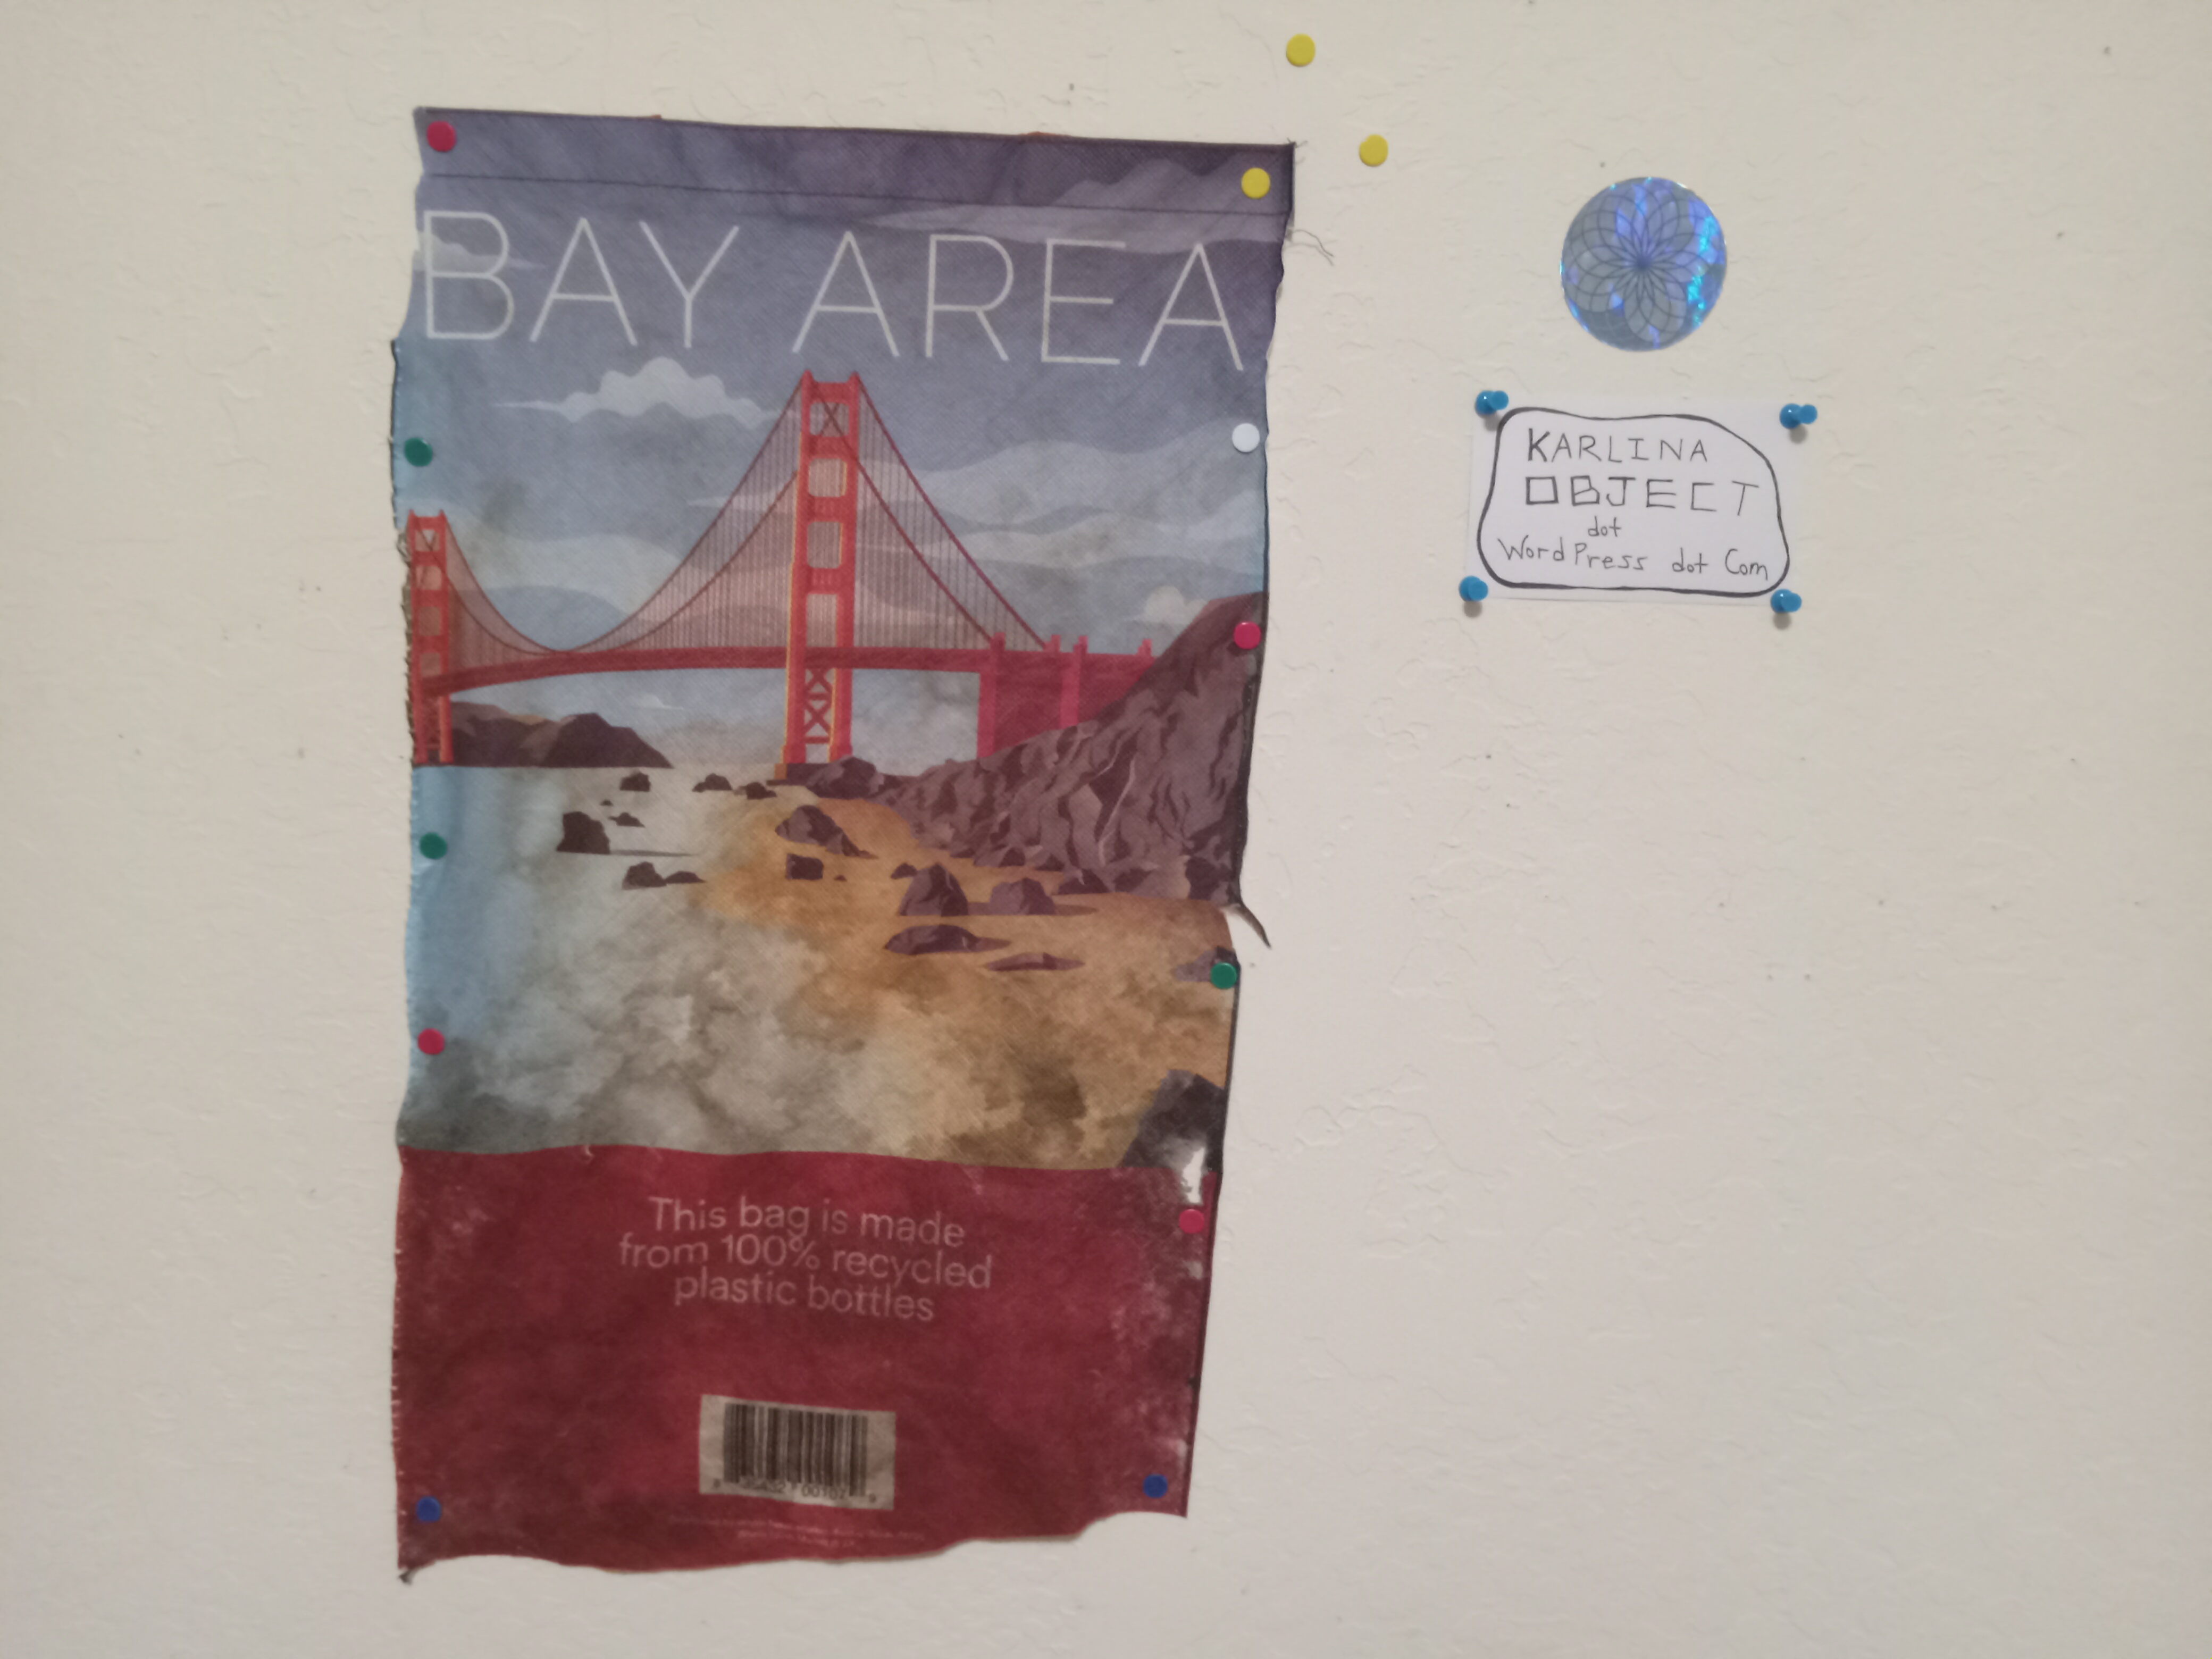 BAY AREA
This bag is made
from 100% recycled
plastic bottles
KARLINA
OBJECT
dot
WordPress dot Com